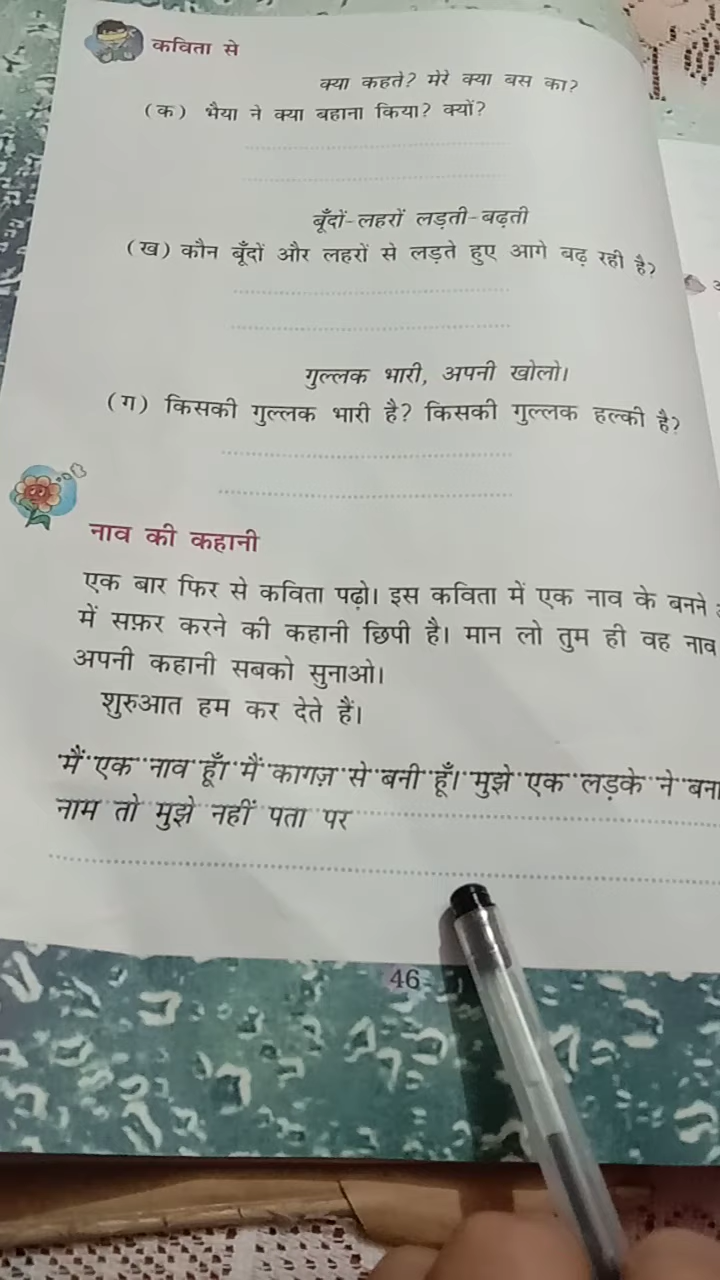 कविता से
क्या कहते? मेरे क्या बस का?
(क) भैया ने क्या बहाना किया? क्यों?
बूँदों-लहरों लड़ती-बढ़ती
(ख) कौन बूँदों और लहरों से लड़ते हुए आगे बढ़ रही है?
गुल्लक भारी, अपनी खोलो।
(ग) किसकी गुल्लक भारी है? किसकी गुल्लक हल्की है?
नाव की कहानी
एक बार फिर से कविता पढ़ो। इस कविता में एक नाव के बनने
में सफ़र करने की कहानी छिपी है। मान लो तुम ही वह नाव
अपनी कहानी सबको सुनाओ।
शुरुआत हम कर देते हैं।
मैं एक नाव हूँ। मैं कागज़ से बनी हूँ। मुझे एक लड़के ने बना
नाम तो मुझे नहीं पता पर
46